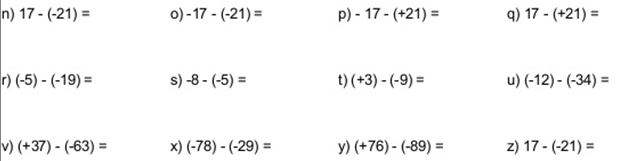 n) 17 - (-21) = o) -17 - (-21) = p) - 17 - (+21) = q) 17 - (+21) =
r) (-5) - (-19) = s) -8 - (-5) = t) (+3) - (-9) = u) (-12) - (-34) =
v) (+37) - (-63) = x) (-78) - (-29) = y) (+76) - (-89) = z) 17 - (-21) =